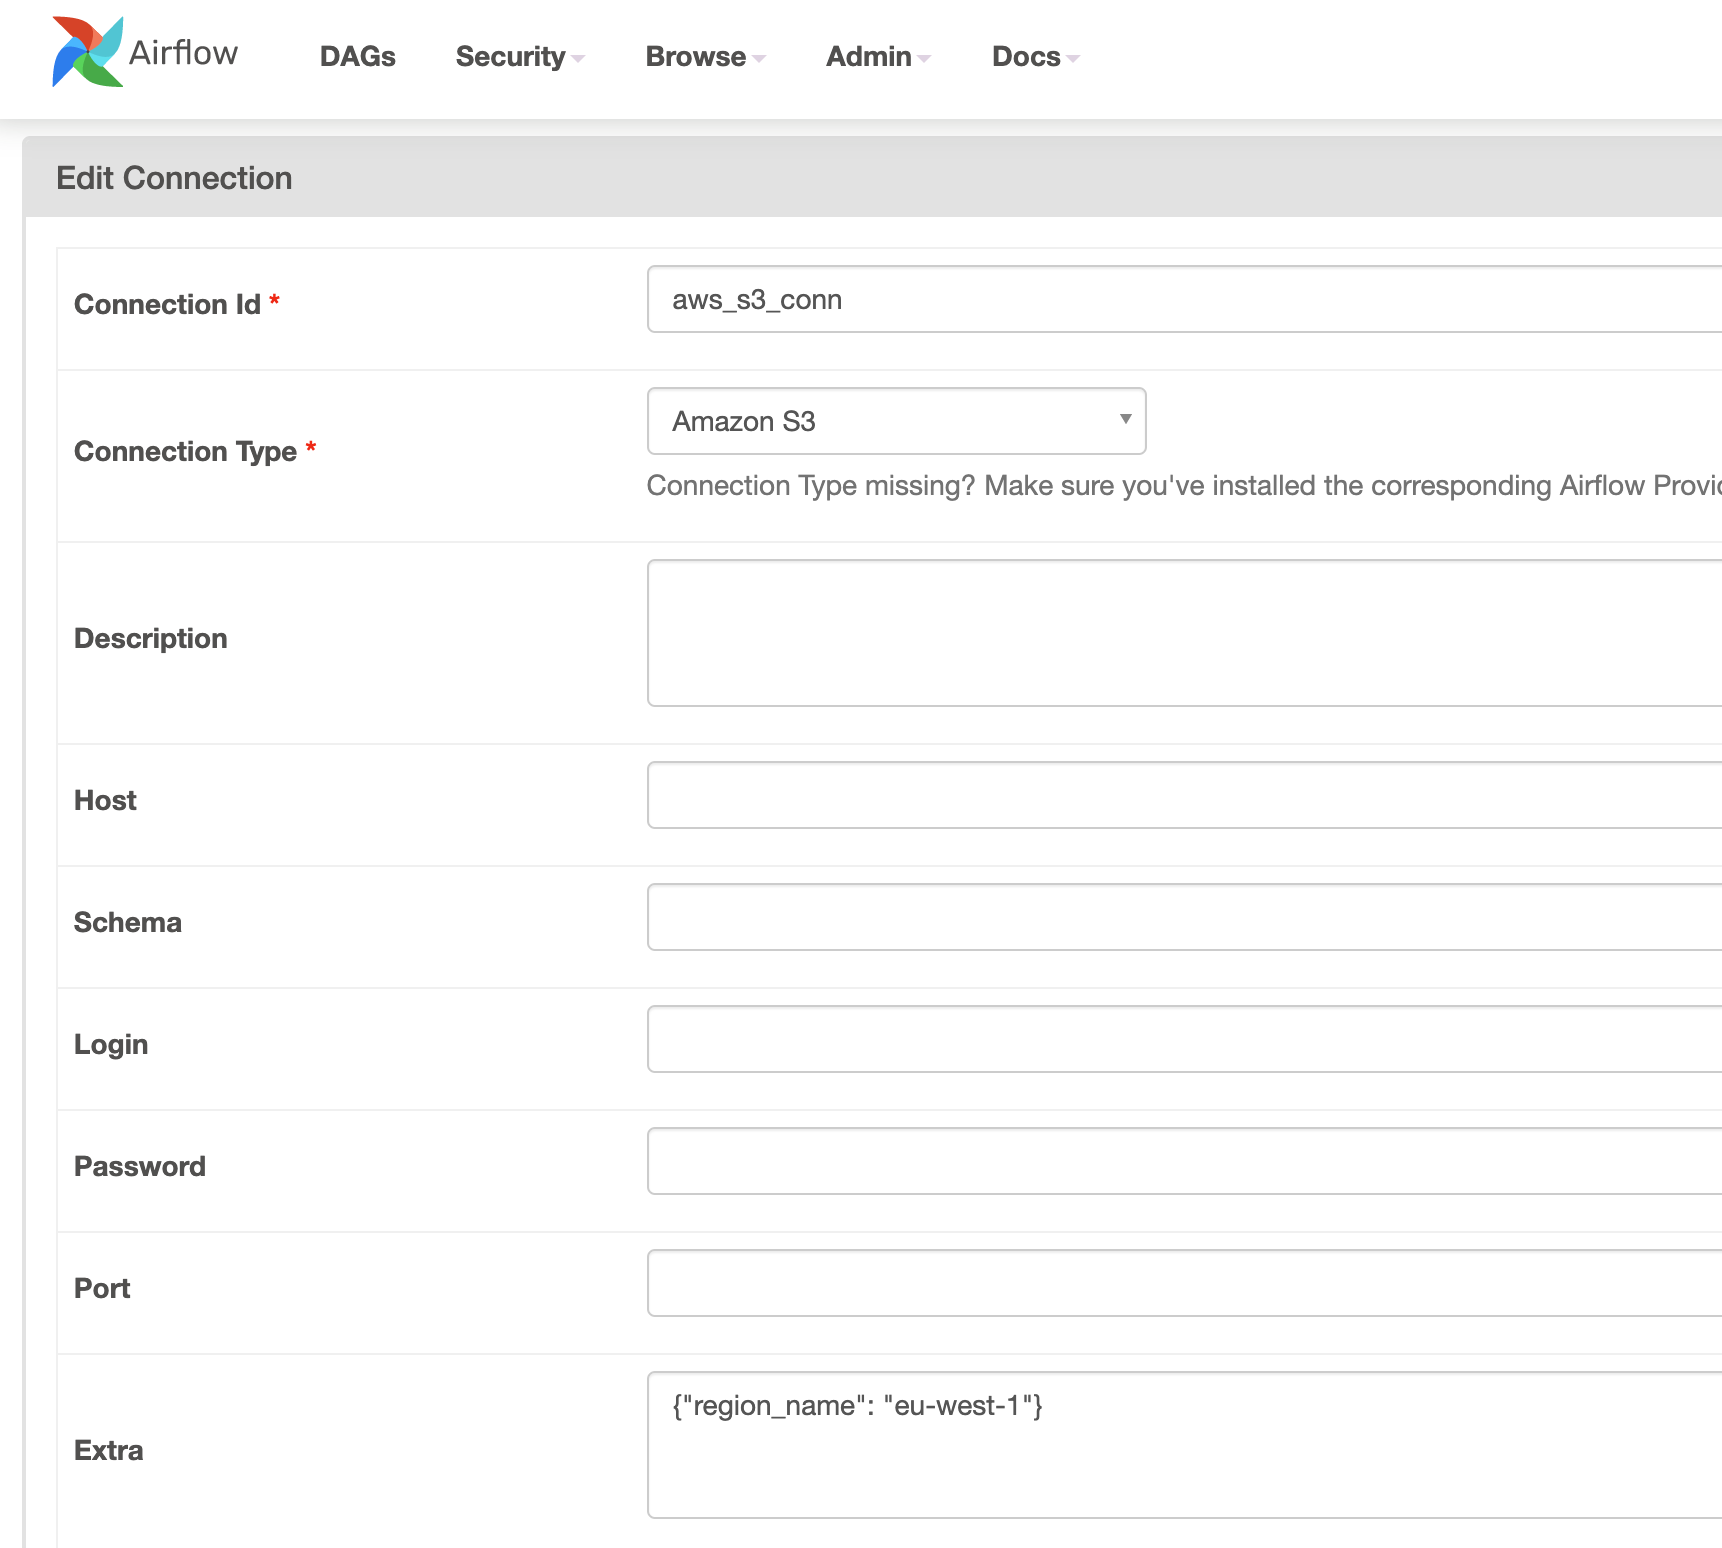 Airflow DAGs Security Browse Admin Docs
Edit Connection
Connection Id * aws_s3_conn
Connection Type * Amazon S3
Connection Type missing? Make sure you've installed the corresponding Airflow Provi
Description
Host
Schema
Login
Password
Port
Extra {"region_name": "eu-west-1"}